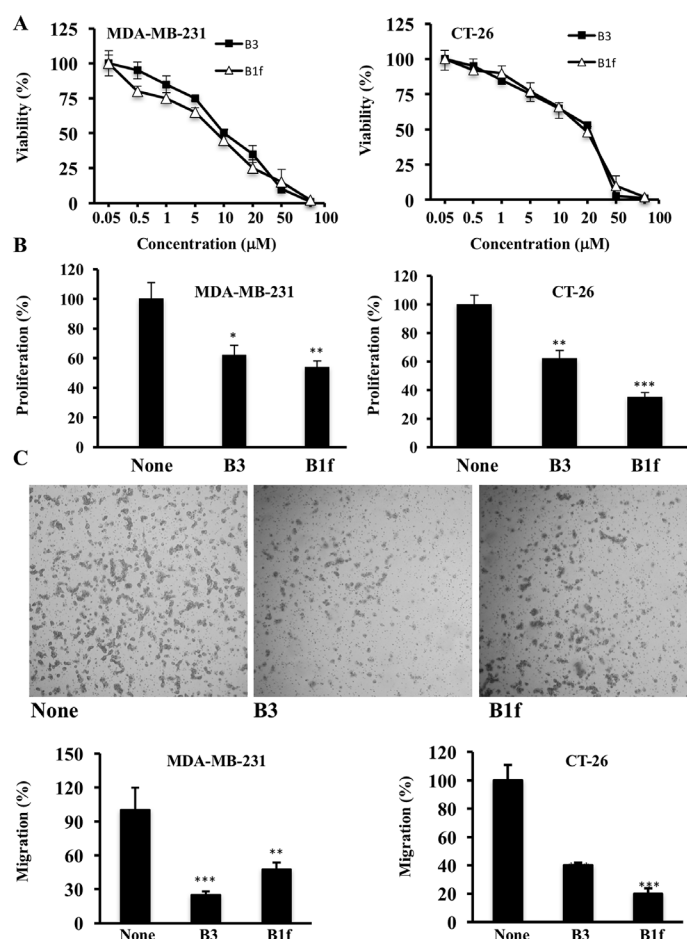 A
MDA-MB-231
B3
B1f
Viability (%)
125
100
75
50
25
0
0.05 0.5 1 5 10 20 50 100
Concentration (µM)
CT-26
B3
B1f
Viability (%)
125
100
75
50
25
0
0.05 0.5 1 5 10 20 50 100
Concentration (µM)
B
MDA-MB-231
Proliferation (%)
120
100
80
60
40
20
0
*
**
None B3 B1f
CT-26
Proliferation (%)
120
100
80
60
40
20
0
**
***
None B3 B1f
C
None B3 B1f
MDA-MB-231
Migration (%)
150
120
90
60
30
0
***
**
None B3 B1f
CT-26
Migration (%)
120
100
80
60
40
20
0
***
None B3 B1f